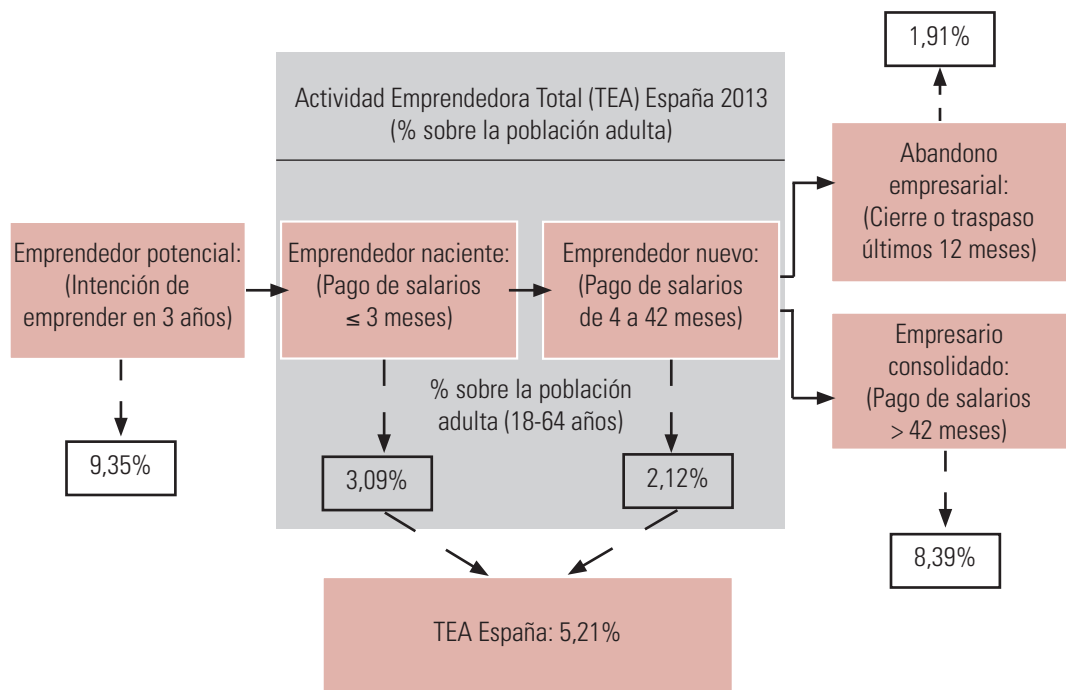 1,91%
Actividad Emprendedora Total (TEA) España 2013
(% sobre la población adulta)
Abandono
empresarial:
(Cierre o traspaso
últimos 12 meses)
Emprendedor potencial:
(Intención de
emprender en 3 años)
Emprendedor naciente:
(Pago de salarios
≤ 3 meses)
Emprendedor nuevo:
(Pago de salarios
de 4 a 42 meses)
Empresario
consolidado:
(Pago de salarios
> 42 meses)
% sobre la población
adulta (18-64 años)
9,35%
3,09%
2,12%
8,39%
TEA España: 5,21%